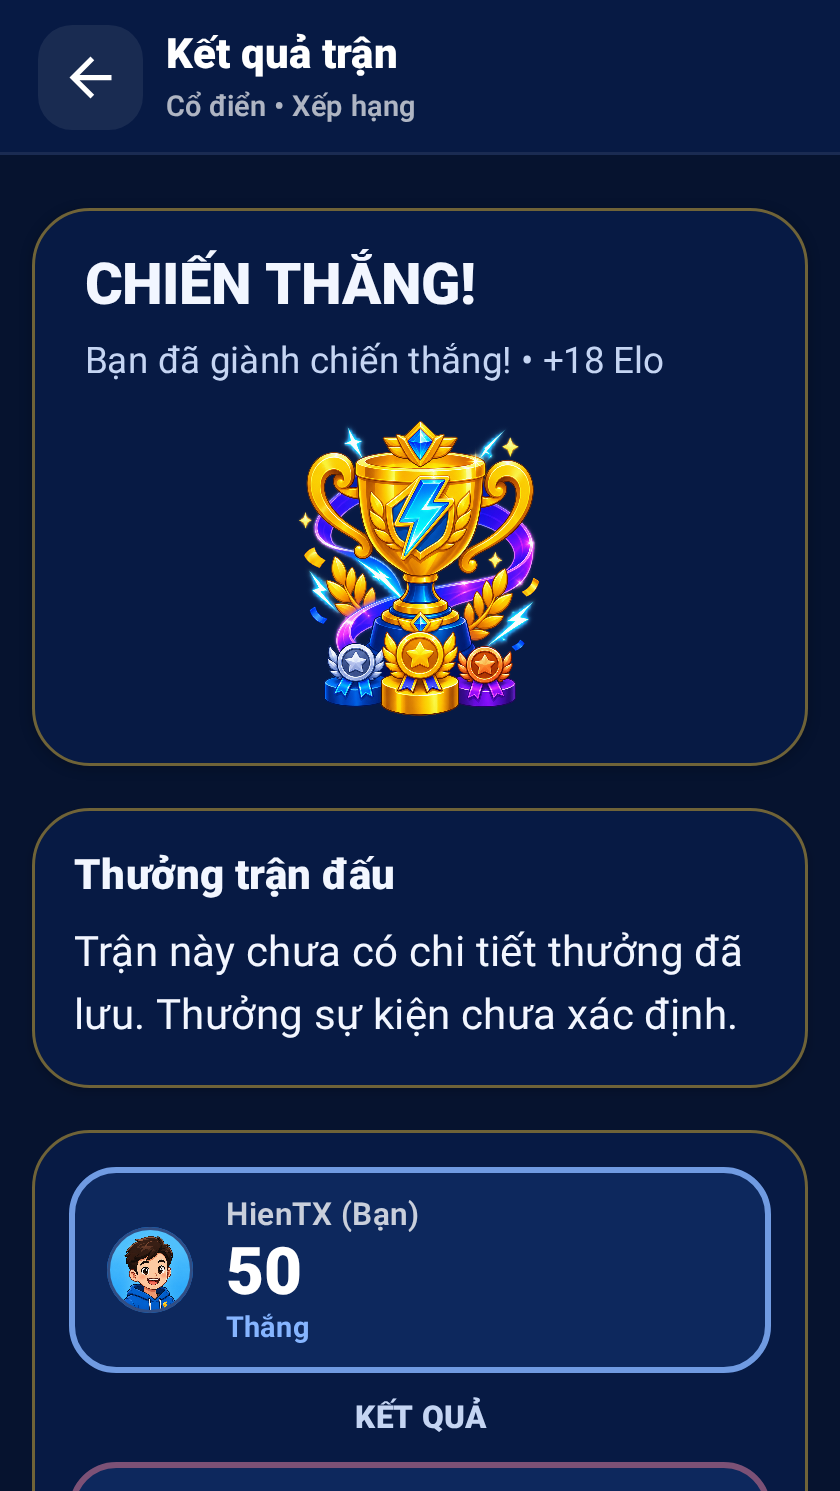 Kết quả trận
Cổ điển • Xếp hạng
CHIẾN THẮNG!
Bạn đã giành chiến thắng! • +18 Elo
Thưởng trận đấu
Trận này chưa có chi tiết thưởng đã
lưu. Thưởng sự kiện chưa xác định.
HienTX (Bạn)
50
Thắng
KẾT QUẢ